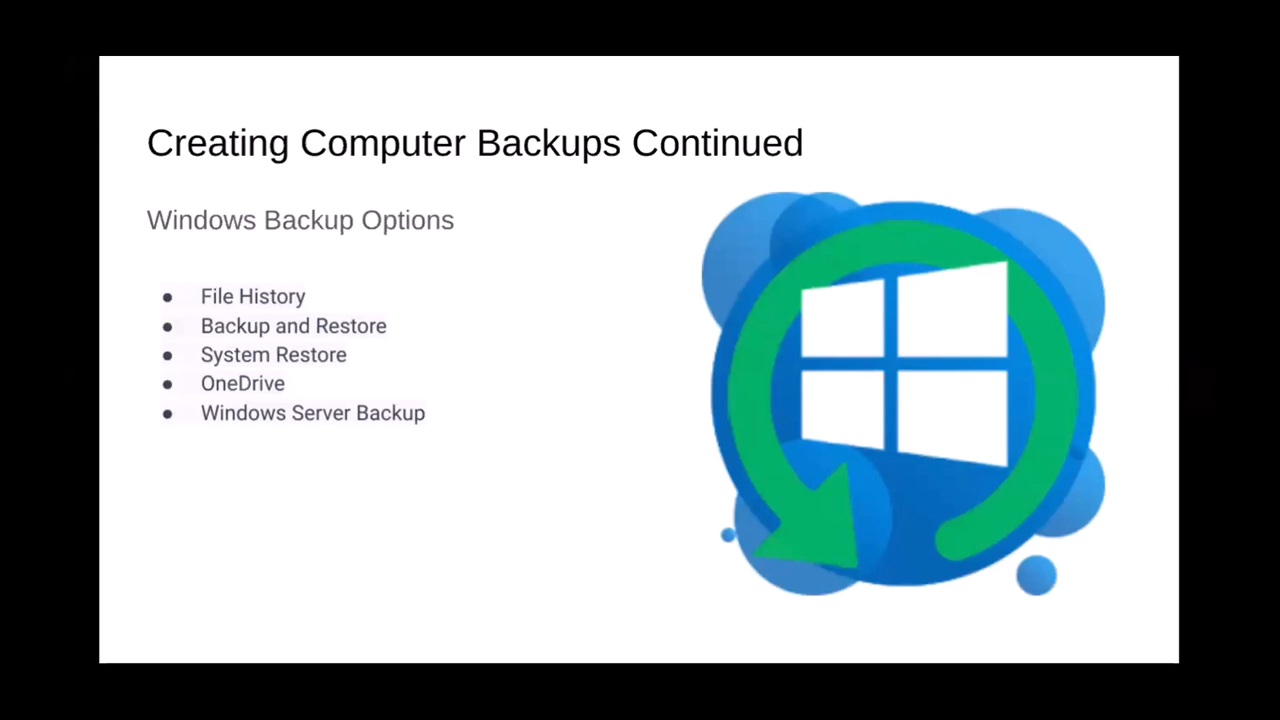 Creating Computer Backups Continued
Windows Backup Options
● File History
● Backup and Restore
● System Restore
● OneDrive
● Windows Server Backup